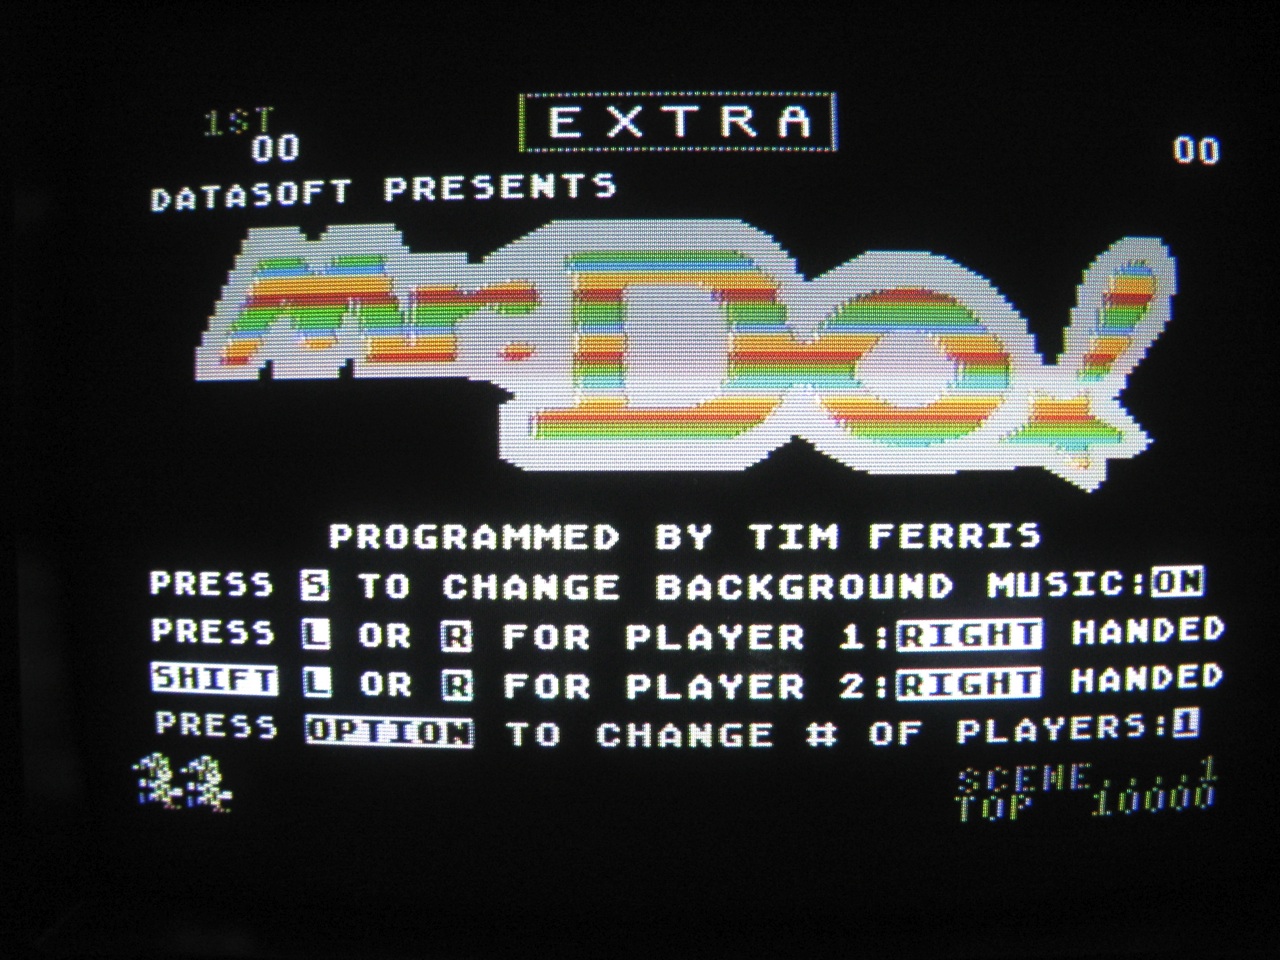 1ST
EXTRA
00
00
DATASOFT PRESENTS
Mr. DO!
PROGRAMMED BY TIM FERRIS
PRESS S TO CHANGE BACKGROUND MUSIC:ON
PRESS L OR R FOR PLAYER 1:RIGHT HANDED
SHIFT L OR R FOR PLAYER 2:RIGHT HANDED
PRESS OPTION TO CHANGE # OF PLAYERS:1
SCENE....1
TOP 10000